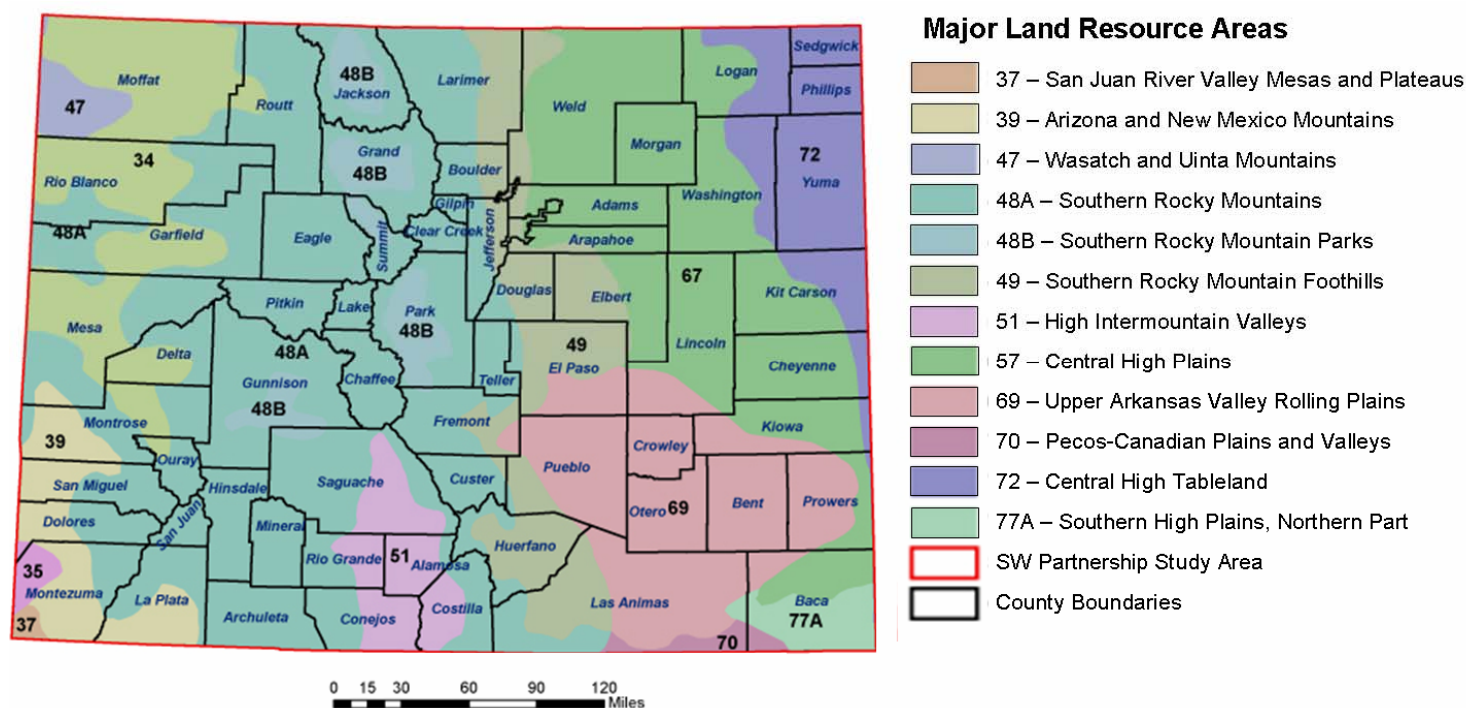 Major Land Resource Areas
37 – San Juan River Valley Mesas and Plateaus
39 – Arizona and New Mexico Mountains
47 – Wasatch and Uinta Mountains
48A – Southern Rocky Mountains
48B – Southern Rocky Mountain Parks
49 – Southern Rocky Mountain Foothills
51 – High Intermountain Valleys
57 – Central High Plains
69 – Upper Arkansas Valley Rolling Plains
70 – Pecos-Canadian Plains and Valleys
72 – Central High Tableland
77A – Southern High Plains, Northern Part
SW Partnership Study Area
County Boundaries
Moffat
47
Routt
48B
Jackson
Larimer
Weld
Logan
Sedgwick
Phillips
Morgan
34
Rio Blanco
Grand
48B
Boulder
Washington
72
Yuma
48A
Garfield
Eagle
Summit
Gilpin
Clear Creek
Jefferson
Adams
Arapahoe
Mesa
Pitkin
Lake
Park
48B
Douglas
Elbert
67
Lincoln
Kit Carson
Delta
48A
Gunnison
48B
Chaffee
Teller
49
El Paso
Cheyenne
Montrose
39
Ouray
Fremont
Kiowa
San Miguel
Hinsdale
Saguache
Custer
Pueblo
Crowley
Otero
69
Bent
Prowers
Dolores
San Juan
Mineral
Rio Grande
51
Alamosa
Huerfano
35
Montezuma
37
La Plata
Archuleta
Conejos
Costilla
Las Animas
70
Baca
77A
0 15 30 60 90 120
Miles